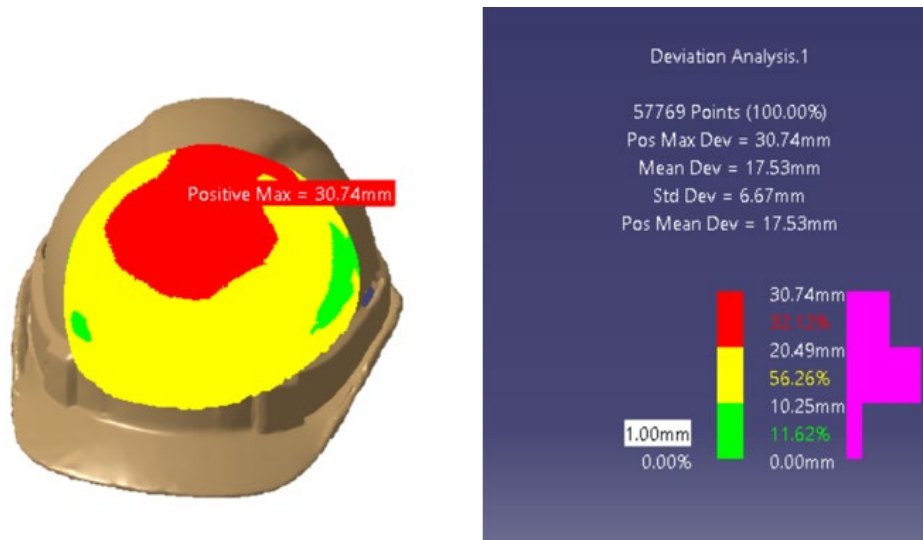 Positive Max = 30.74mm
Deviation Analysis.1
57769 Points (100.00%)
Pos Max Dev = 30.74mm
Mean Dev = 17.53mm
Std Dev = 6.67mm
Pos Mean Dev = 17.53mm
30.74mm
32.12%
20.49mm
56.26%
10.25mm
1.00mm
11.62%
0.00%
0.00mm